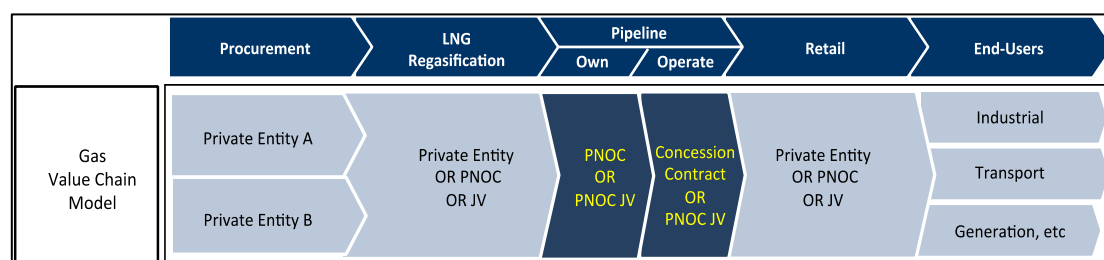 Procurement
LNG
Regasification
Pipeline
Own
Operate
Retail
End-Users
Gas
Value Chain
Model
Private Entity A
Private Entity B
Private Entity
OR PNOC
OR JV
PNOC
OR
PNOC JV
Concession
Contract
OR
PNOC JV
Private Entity
OR PNOC
OR JV
Industrial
Transport
Generation, etc